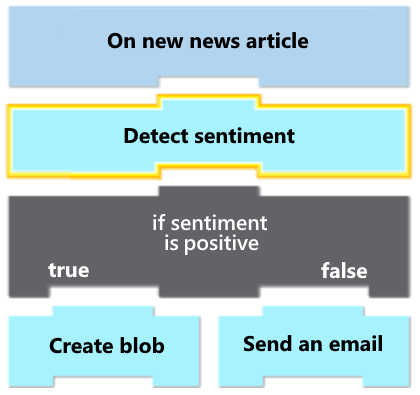 On new news article
Detect sentiment
if sentiment
is positive
true false
Create blob Send an email